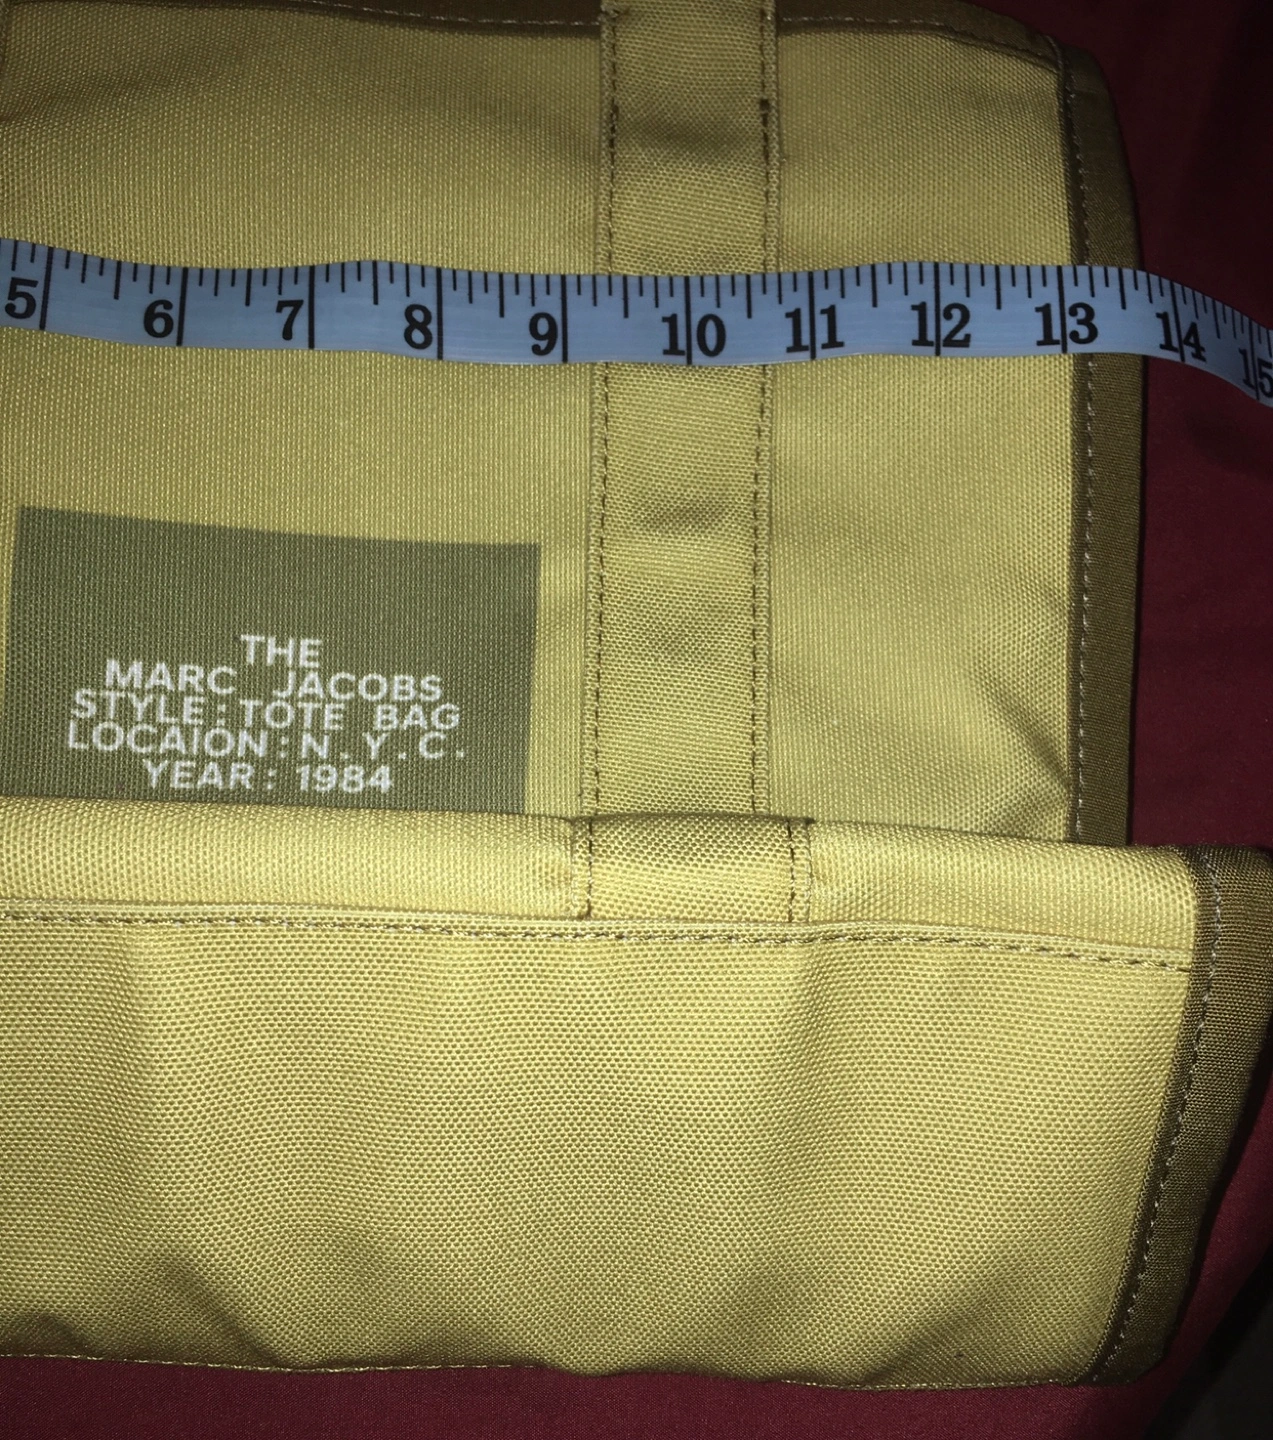 5 6 7 8 9 10 11 12 13 14 15
THE
MARC JACOBS
STYLE:TOTE BAG
LOCAION:N.Y.C.
YEAR: 1984